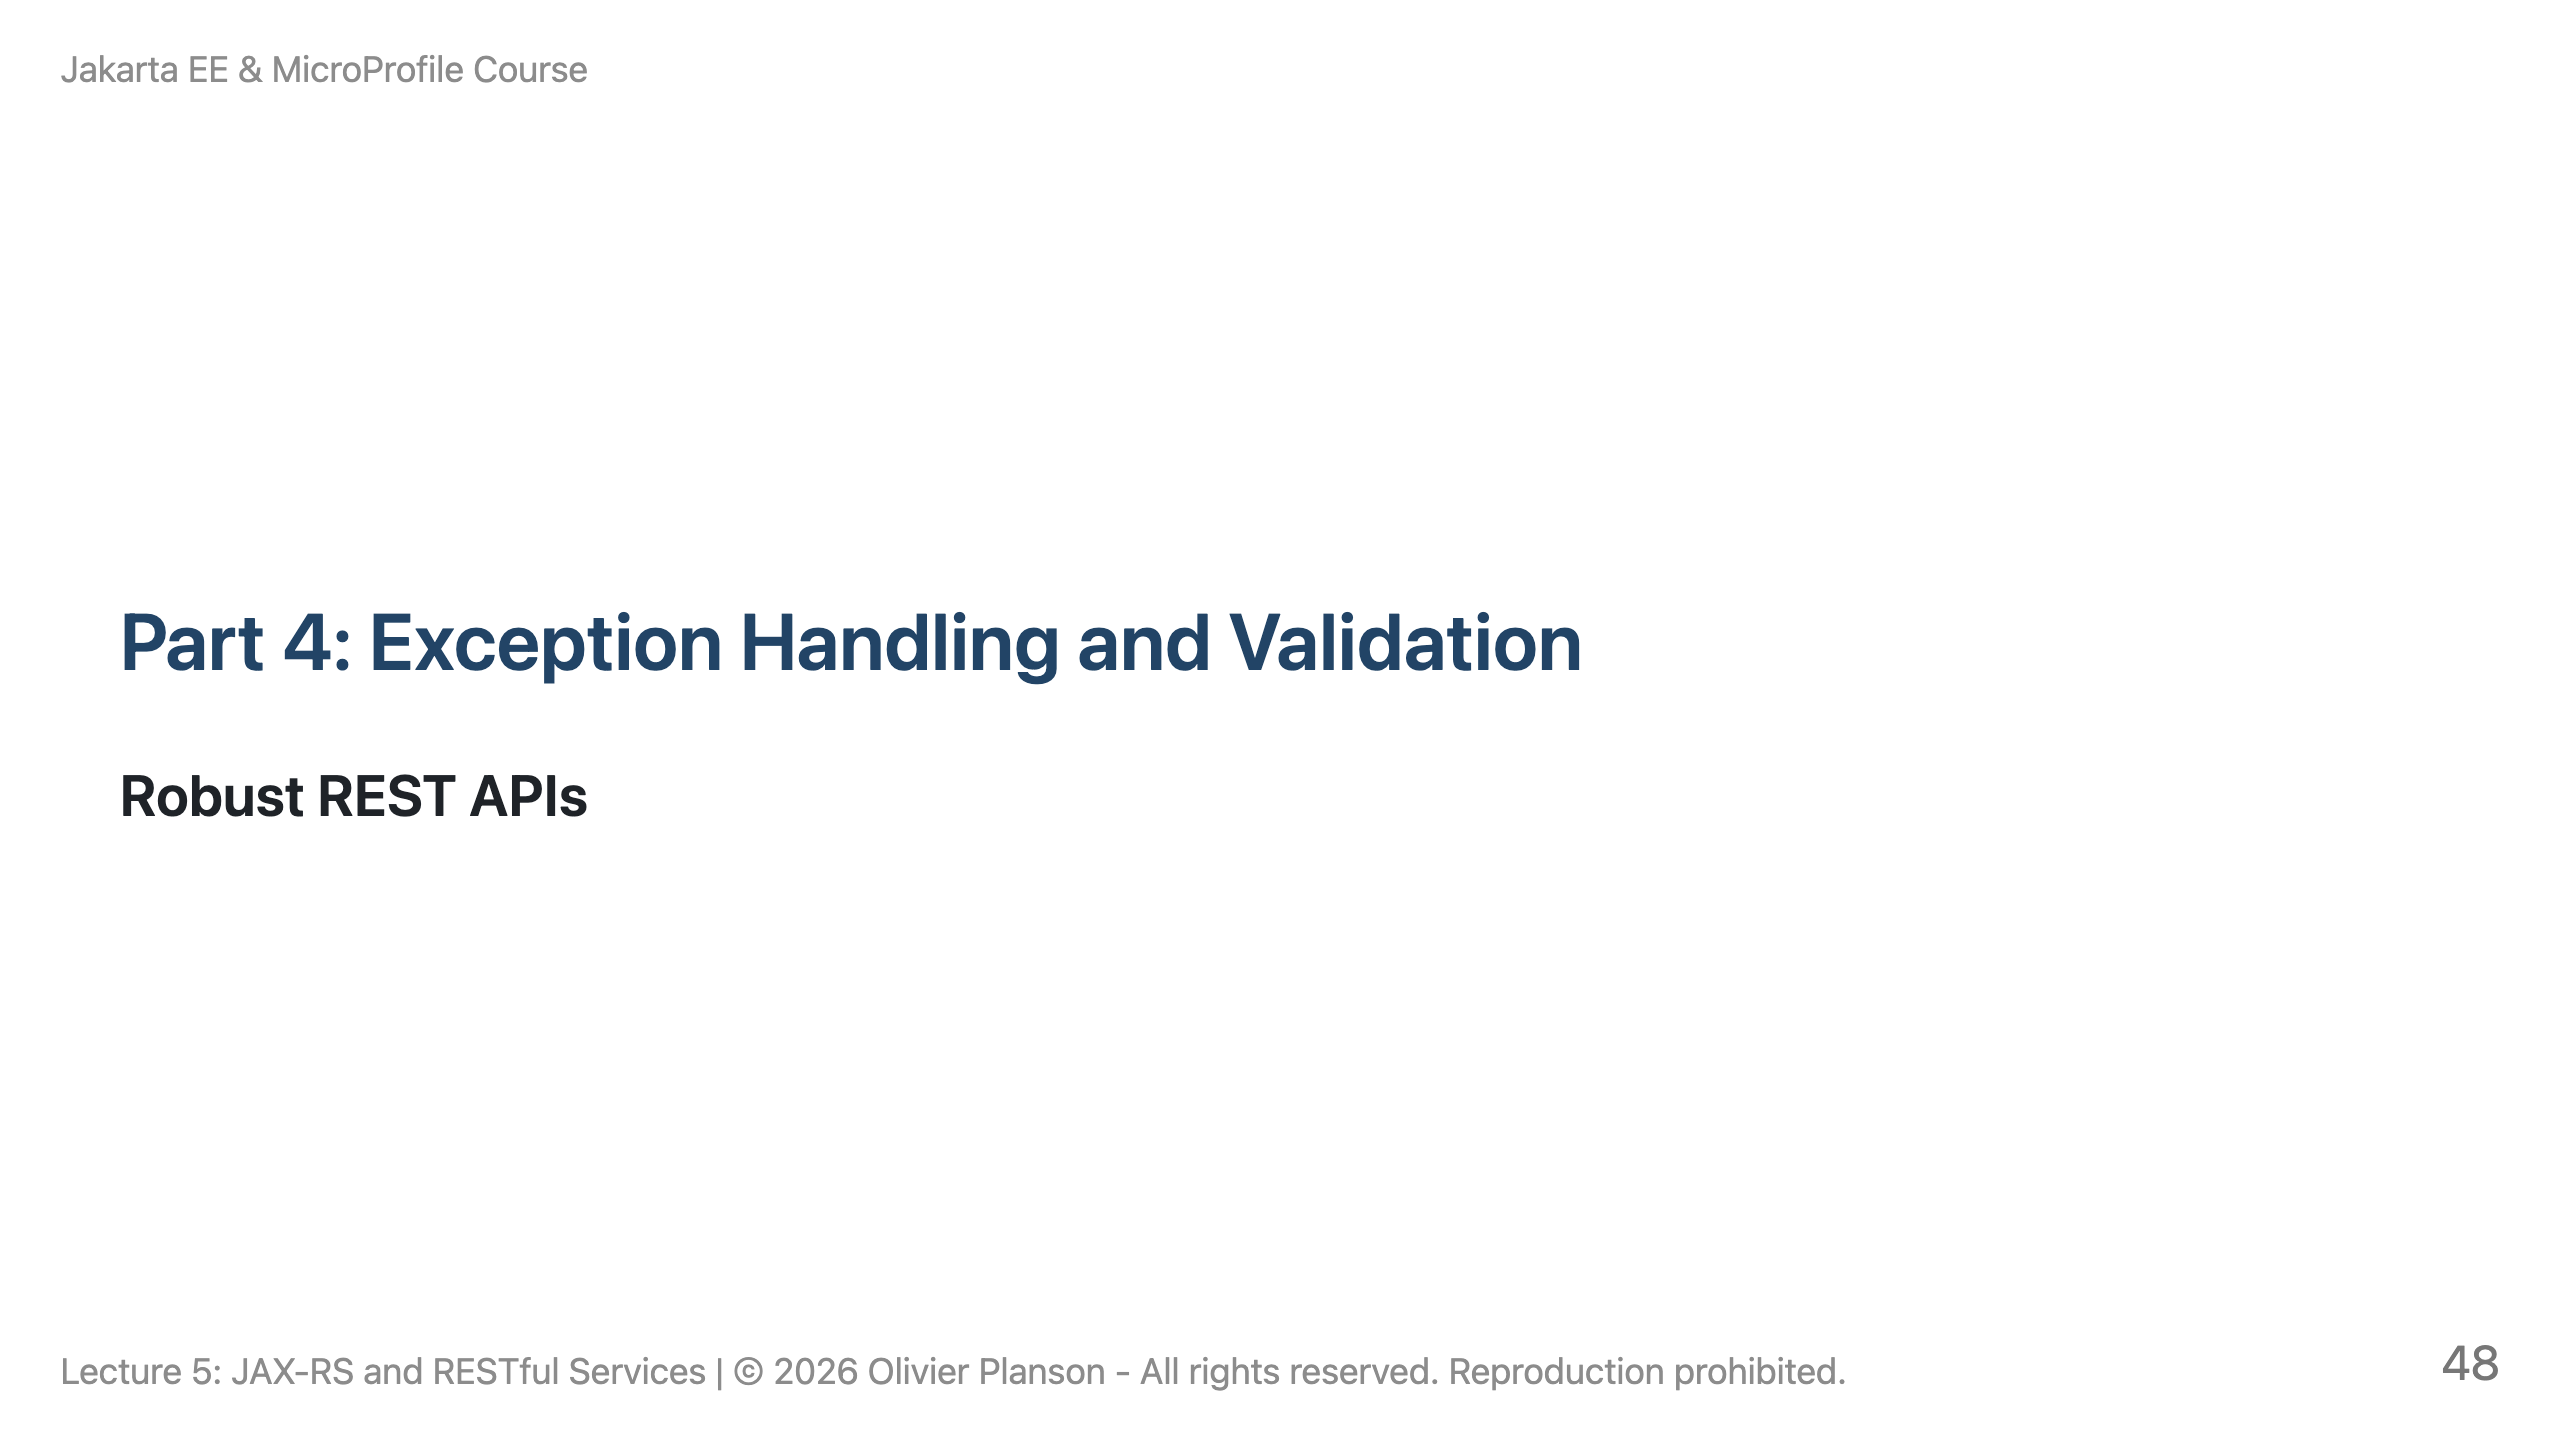 Jakarta EE & MicroProfile Course
Part 4: Exception Handling and Validation
Robust REST APIs
Lecture 5: JAX-RS and RESTful Services | © 2026 Olivier Planson - All rights reserved. Reproduction prohibited.
48